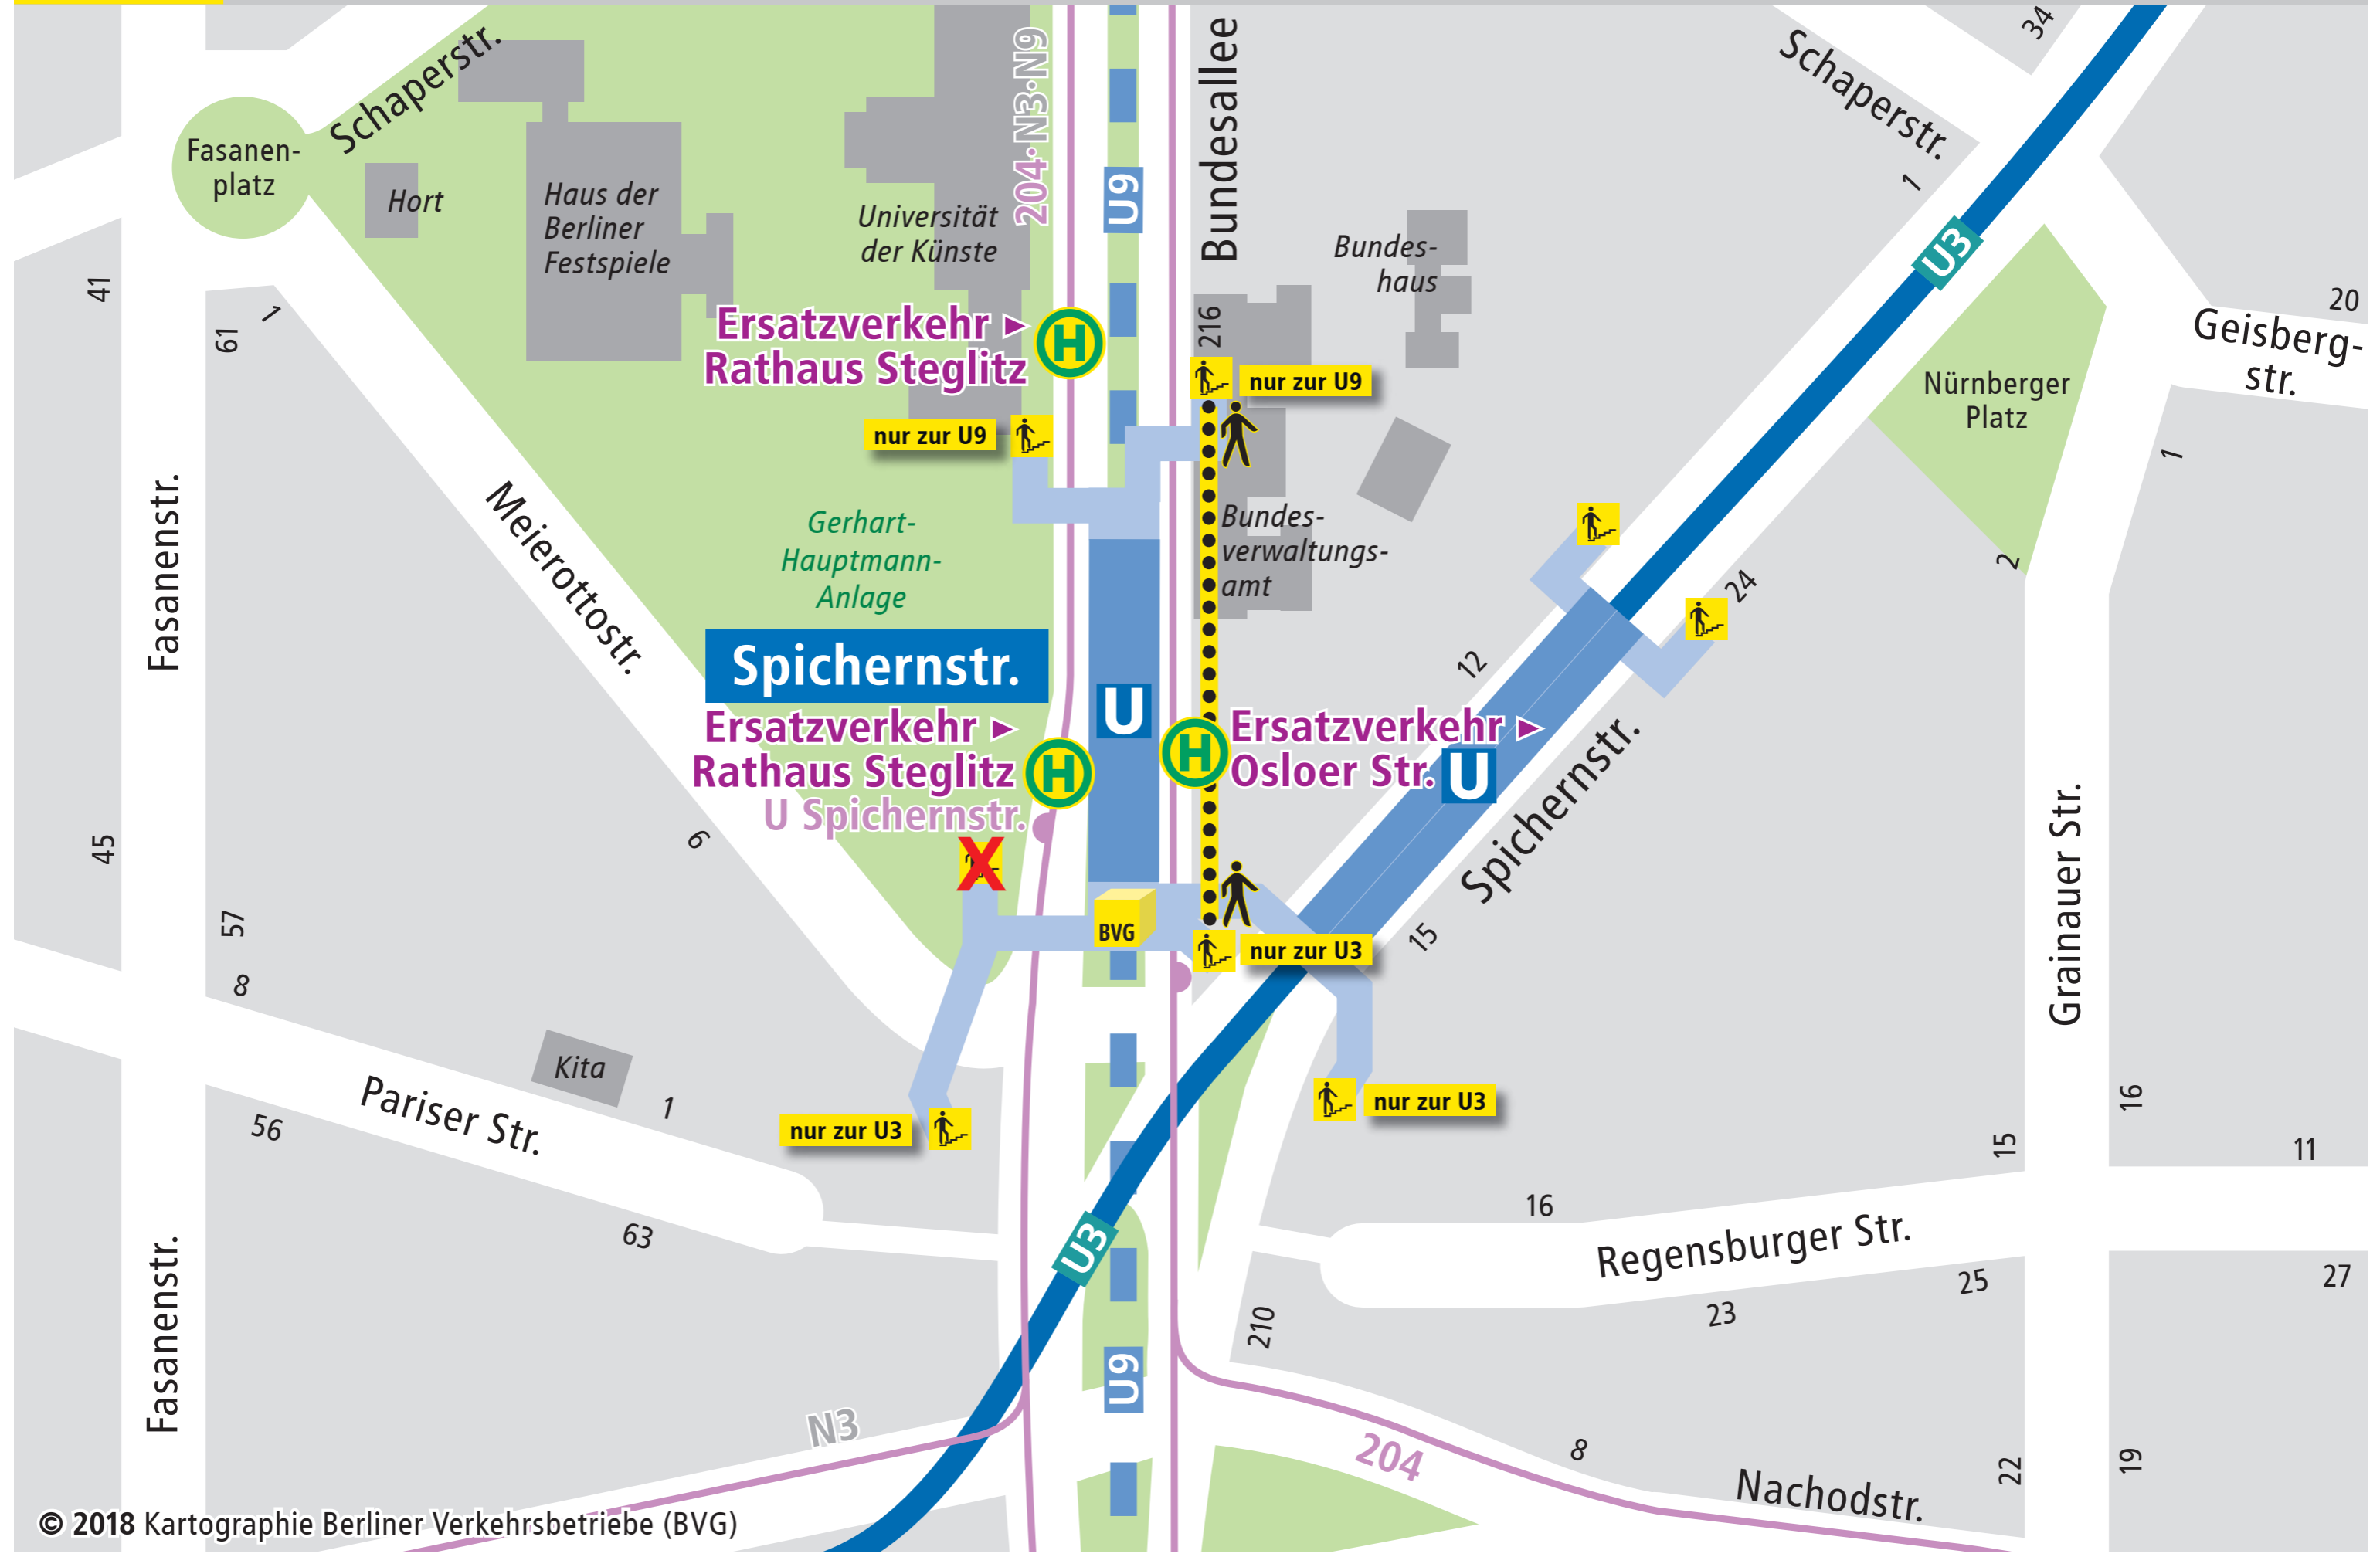 Schaperstr.
Fasanen-
platz
Hort
Haus der
Berliner
Festspiele
Universität
der Künste
204·N3·N9
U9
Bundesallee
216
Bundes-
haus
Schaperstr.
34
1
U3
20
Geisberg-
str.
Nürnberger
Platz
1
2
41
61
1
Ersatzverkehr ►
Rathaus Steglitz
H
nur zur U9
nur zur U9
Gerhart-
Hauptmann-
Anlage
Bundes-
verwaltungs-
amt
Fasanenstr.
Meierottostr.
Spichernstr.
U
Ersatzverkehr ►
Rathaus Steglitz
H
U Spichernstr.
H
Ersatzverkehr ►
Osloer Str.
U
12
24
Spichernstr.
15
6
45
57
8
X
BVG
nur zur U3
nur zur U3
nur zur U3
Kita
1
Pariser Str.
56
63
Grainauer Str.
16
15
11
16
Regensburger Str.
25
23
27
U3
U9
210
Fasanenstr.
N3
204
8
Nachodstr.
22
19
© 2018 Kartographie Berliner Verkehrsbetriebe (BVG)